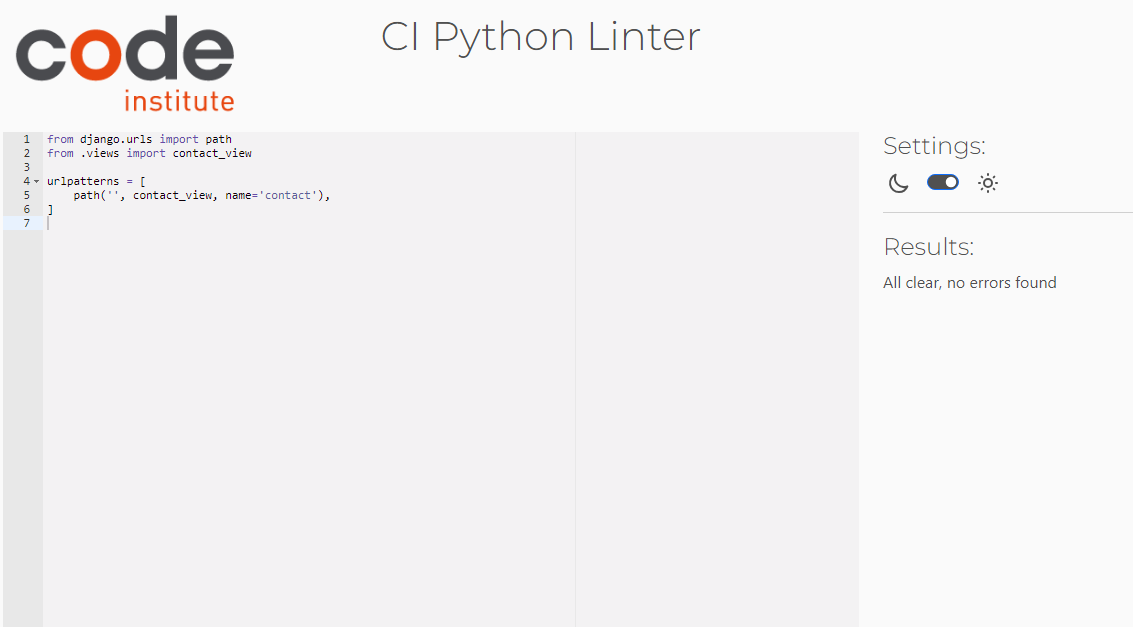 code
institute
CI Python Linter
1 from django.urls import path
2 from .views import contact_view
3
4 urlpatterns = [
5     path('', contact_view, name='contact'),
6 ]
7
Settings:
Results:
All clear, no errors found